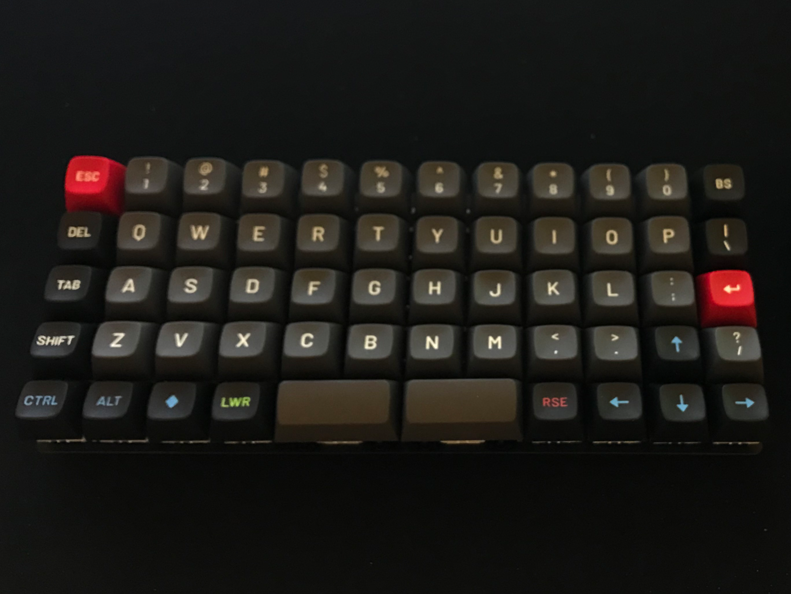 ESC ! 1 @ 2 # 3 $ 4 % 5 ^ 6 & 7 * 8 ( 9 ) 0 BS
DEL Q W E R T Y U I O P | \
TAB A S D F G H J K L : ;
SHIFT Z V X C B N M < , > . ? /
CTRL ALT LWR RSE